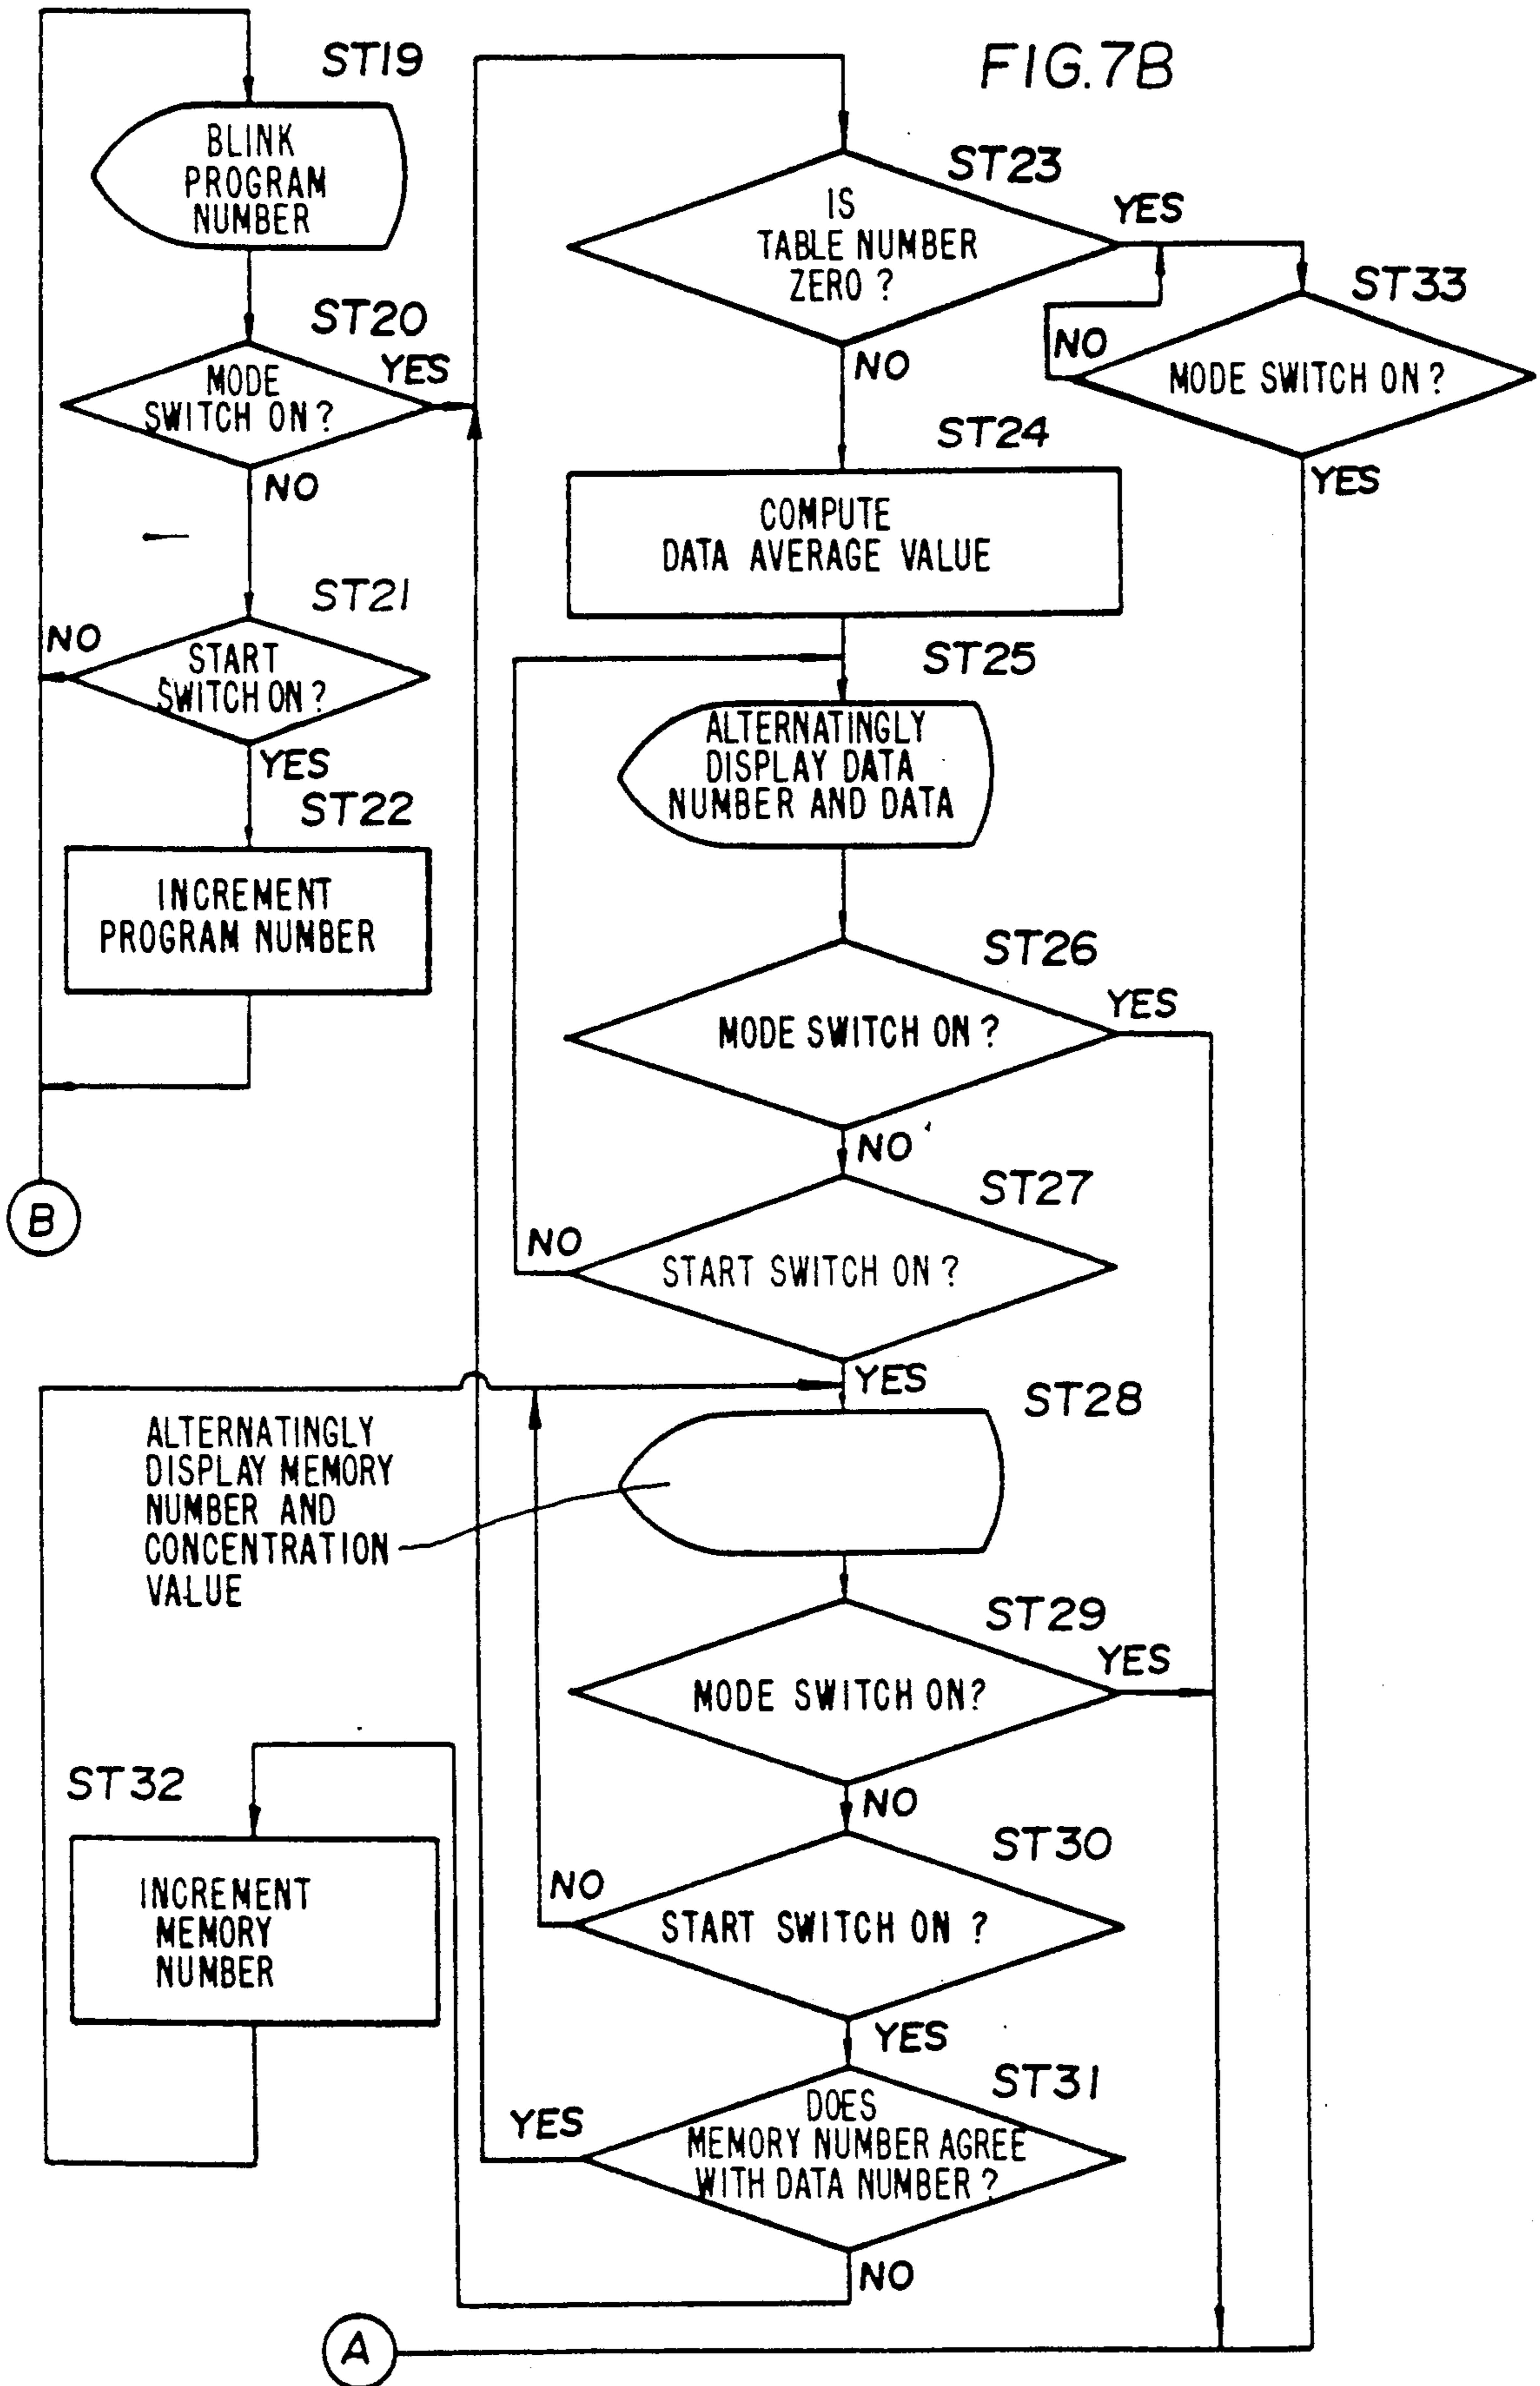 FIG.7B
ST19
BLINK
PROGRAM
NUMBER
ST20
MODE
SWITCH ON ?
YES
NO
ST21
START
SWITCH ON ?
NO
YES
ST22
INCREMENT
PROGRAM NUMBER
B
ST23
IS
TABLE NUMBER
ZERO ?
YES
NO
ST33
MODE SWITCH ON ?
NO
YES
ST24
COMPUTE
DATA AVERAGE VALUE
ST25
ALTERNATINGLY
DISPLAY DATA
NUMBER AND DATA
ST26
MODE SWITCH ON ?
YES
NO
ST27
START SWITCH ON ?
NO
YES
ST28
ALTERNATINGLY
DISPLAY MEMORY
NUMBER AND
CONCENTRATION
VALUE
ST29
MODE SWITCH ON?
YES
NO
ST30
START SWITCH ON ?
NO
YES
ST31
DOES
MEMORY NUMBER AGREE
WITH DATA NUMBER ?
YES
NO
ST32
INCREMENT
MEMORY
NUMBER
A